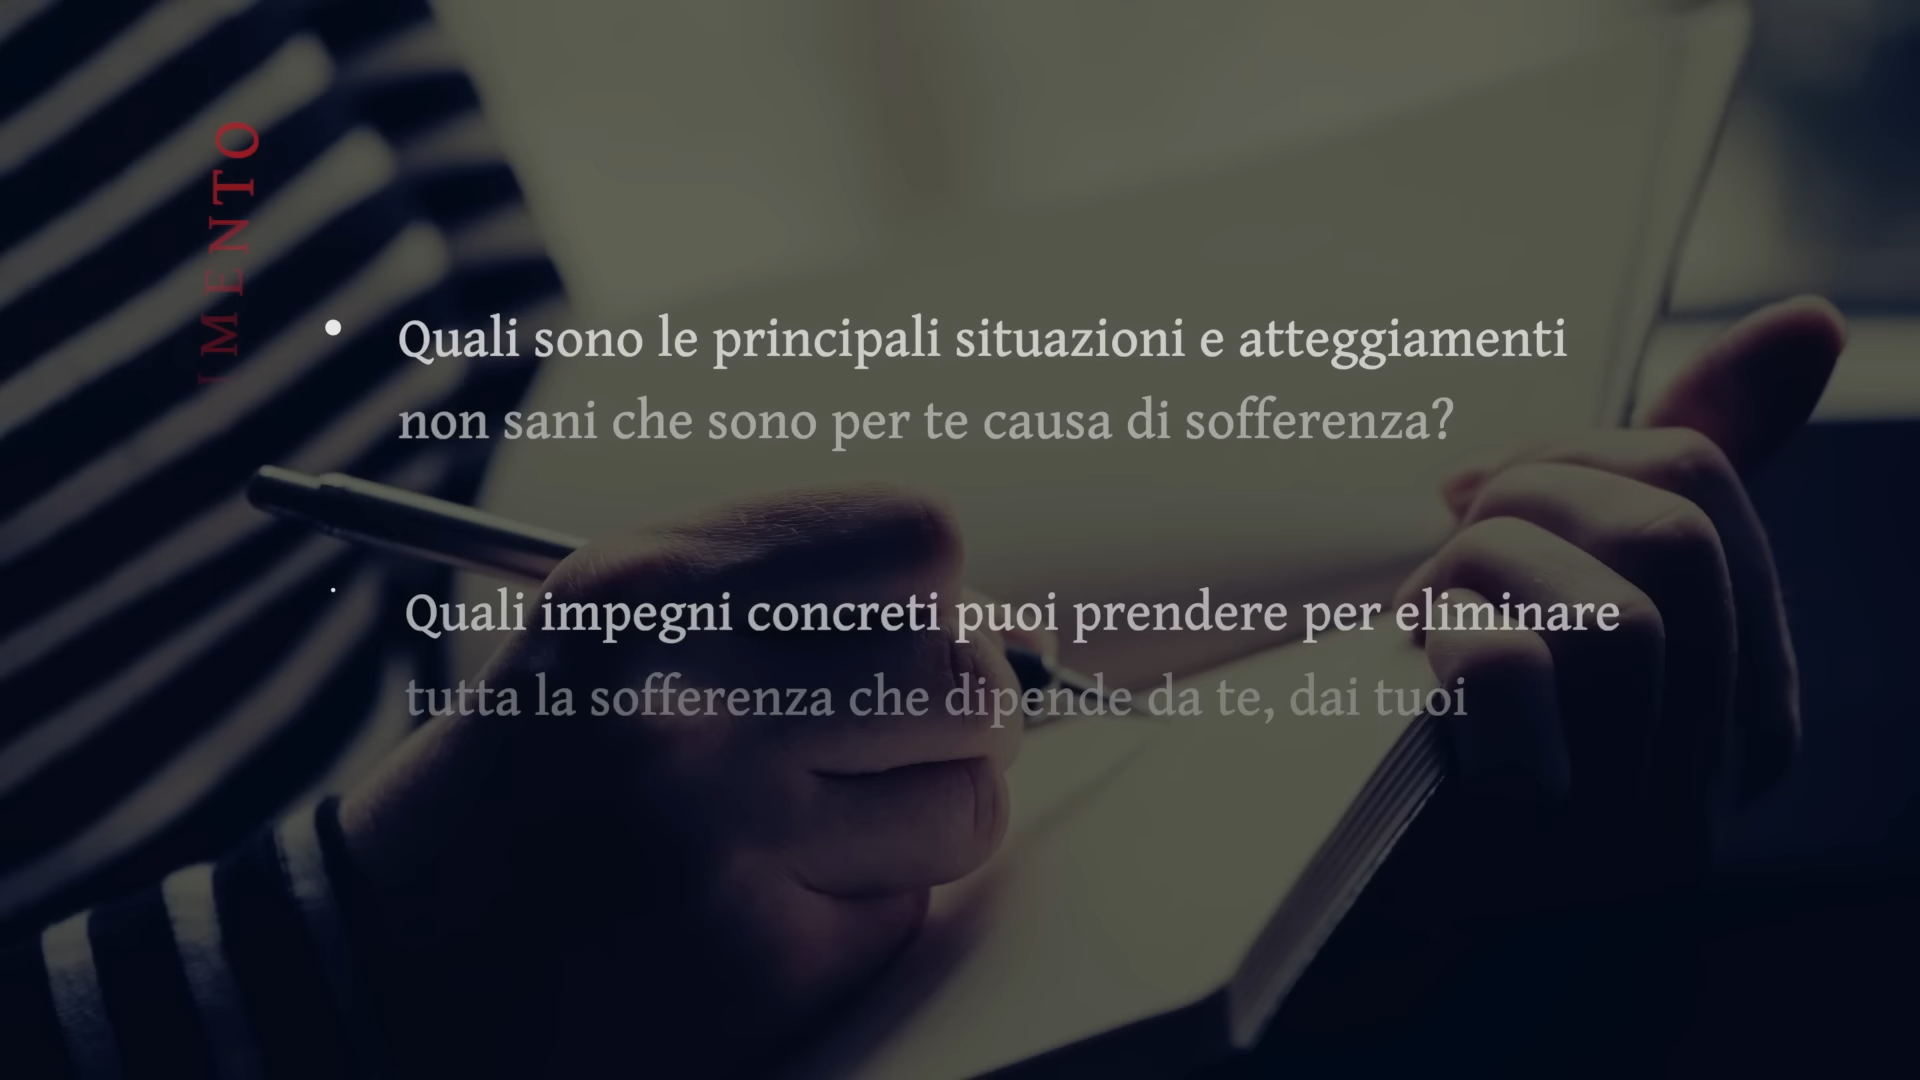 IMENTO
Quali sono le principali situazioni e atteggiamenti
non sani che sono per te causa di sofferenza?
Quali impegni concreti puoi prendere per eliminare
tutta la sofferenza che dipende da te, dai tuoi